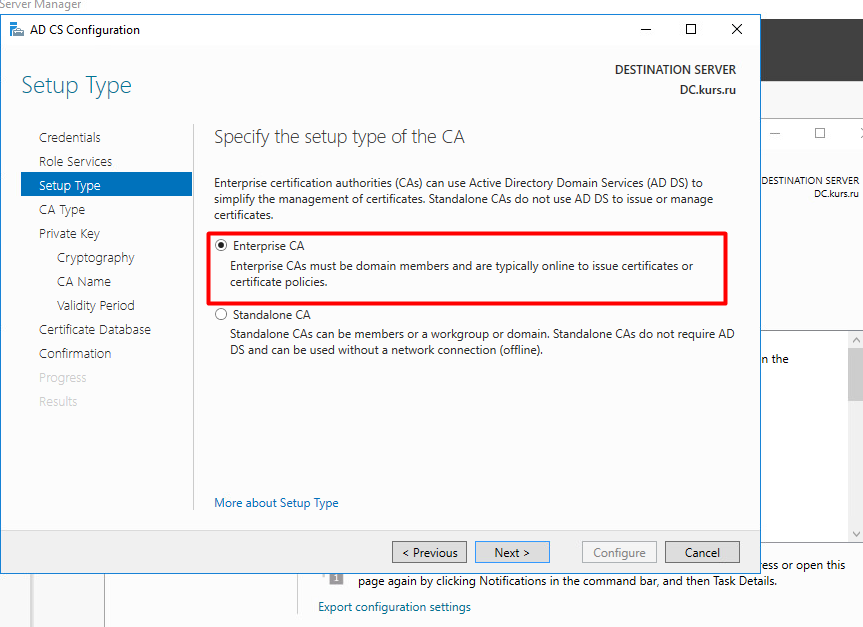 Server Manager
AD CS Configuration
Setup Type
DESTINATION SERVER
DC.kurs.ru
Credentials
Role Services
Setup Type
CA Type
Private Key
Cryptography
CA Name
Validity Period
Certificate Database
Confirmation
Progress
Results
Specify the setup type of the CA
Enterprise certification authorities (CAs) can use Active Directory Domain Services (AD DS) to
simplify the management of certificates. Standalone CAs do not use AD DS to issue or manage
certificates.
Enterprise CA
Enterprise CAs must be domain members and are typically online to issue certificates or
certificate policies.
Standalone CA
Standalone CAs can be members or a workgroup or domain. Standalone CAs do not require AD
DS and can be used without a network connection (offline).
More about Setup Type
< Previous
Next >
Configure
Cancel
DESTINATION SERVER
DC.kurs.ru
the
or open this
1
page again by clicking Notifications in the command bar, and then Task Details.
Export configuration settings